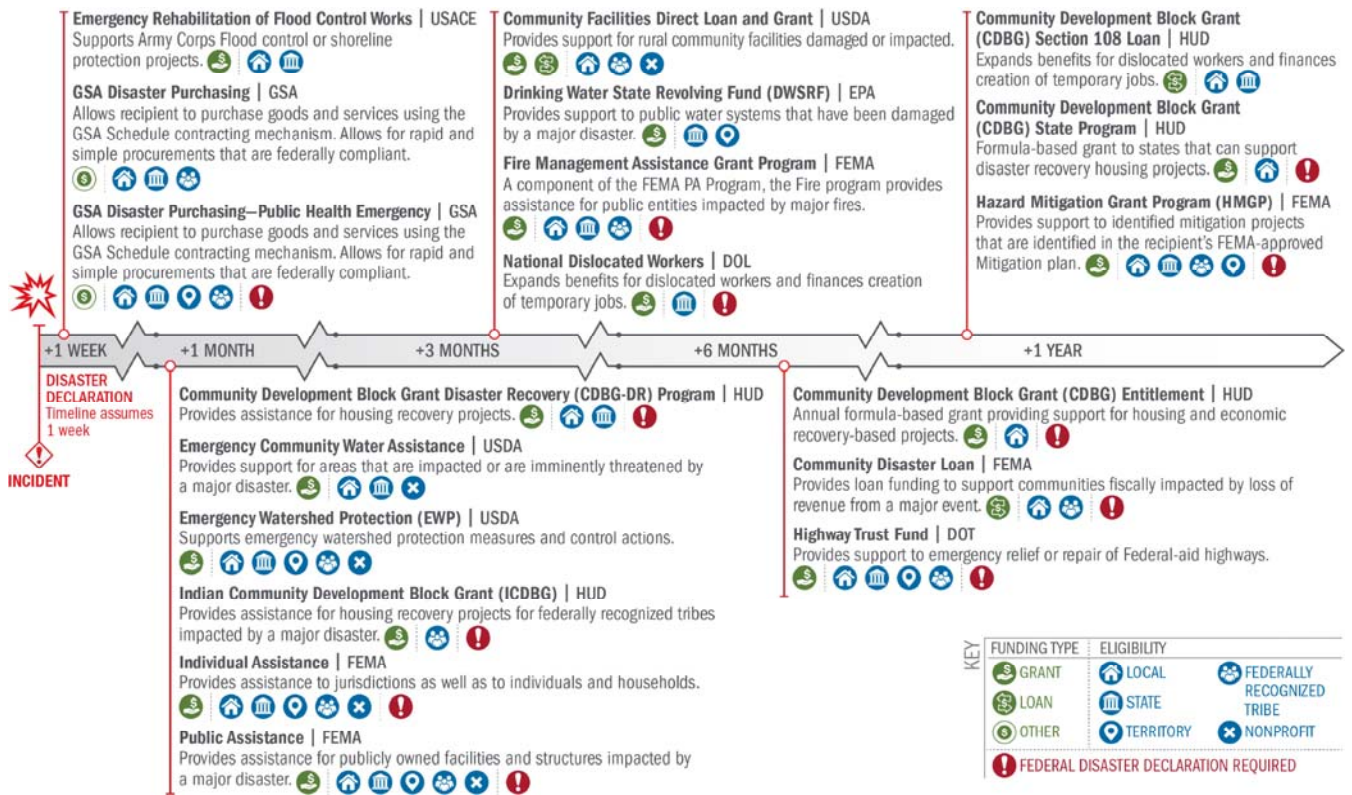 Emergency Rehabilitation of Flood Control Works | USACE
Supports Army Corps Flood control or shoreline
protection projects.
GSA Disaster Purchasing | GSA
Allows recipient to purchase goods and services using the
GSA Schedule contracting mechanism. Allows for rapid and
simple procurements that are federally compliant.
GSA Disaster Purchasing—Public Health Emergency | GSA
Allows recipient to purchase goods and services using the
GSA Schedule contracting mechanism. Allows for rapid and
simple procurements that are federally compliant.
Community Facilities Direct Loan and Grant | USDA
Provides support for rural community facilities damaged or impacted.
Drinking Water State Revolving Fund (DWSRF) | EPA
Provides support to public water systems that have been damaged
by a major disaster.
Fire Management Assistance Grant Program | FEMA
A component of the FEMA PA Program, the Fire program provides
assistance for public entities impacted by major fires.
National Dislocated Workers | DOL
Expands benefits for dislocated workers and finances creation
of temporary jobs.
Community Development Block Grant
(CDBG) Section 108 Loan | HUD
Expands benefits for dislocated workers and finances
creation of temporary jobs.
Community Development Block Grant
(CDBG) State Program | HUD
Formula-based grant to states that can support
disaster recovery housing projects.
Hazard Mitigation Grant Program (HMGP) | FEMA
Provides support to identified mitigation projects
that are identified in the recipient's FEMA-approved
Mitigation plan.
+1 WEEK
+1 MONTH
+3 MONTHS
+6 MONTHS
+1 YEAR
DISASTER
DECLARATION
Timeline assumes
1 week
INCIDENT
Community Development Block Grant Disaster Recovery (CDBG-DR) Program | HUD
Provides assistance for housing recovery projects.
Emergency Community Water Assistance | USDA
Provides support for areas that are impacted or are imminently threatened by
a major disaster.
Emergency Watershed Protection (EWP) | USDA
Supports emergency watershed protection measures and control actions.
Indian Community Development Block Grant (ICDBG) | HUD
Provides assistance for housing recovery projects for federally recognized tribes
impacted by a major disaster.
Individual Assistance | FEMA
Provides assistance to jurisdictions as well as to individuals and households.
Public Assistance | FEMA
Provides assistance for publicly owned facilities and structures impacted by
a major disaster.
Community Development Block Grant (CDBG) Entitlement | HUD
Annual formula-based grant providing support for housing and economic
recovery-based projects.
Community Disaster Loan | FEMA
Provides loan funding to support communities fiscally impacted by loss of
revenue from a major event.
Highway Trust Fund | DOT
Provides support to emergency relief or repair of Federal-aid highways.
KEY
FUNDING TYPE
GRANT
LOAN
OTHER
ELIGIBILITY
LOCAL
STATE
TERRITORY
FEDERALLY
RECOGNIZED
TRIBE
NONPROFIT
FEDERAL DISASTER DECLARATION REQUIRED